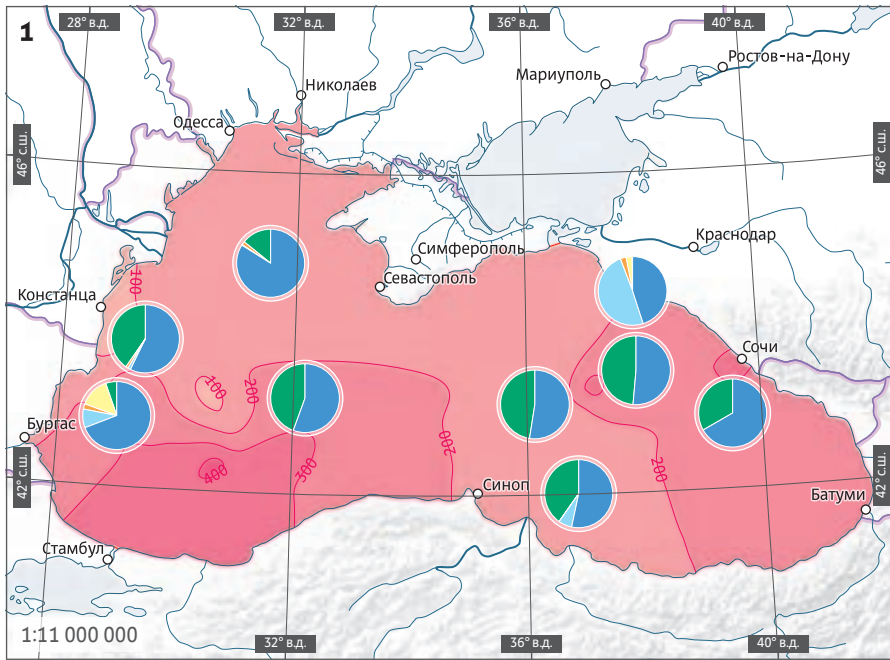 1
28° в.д.
32° в.д.
36° в.д.
40° в.д.
Ростов-на-Дону
Мариуполь
Николаев
Одесса
46° с.ш.
46° с.ш.
Краснодар
Симферополь
Севастополь
100
Констанца
Сочи
100
200
Бургас
200
400
300
200
42° с.ш.
42° с.ш.
Синоп
Батуми
Стамбул
1:11 000 000
32° в.д.
36° в.д.
40° в.д.